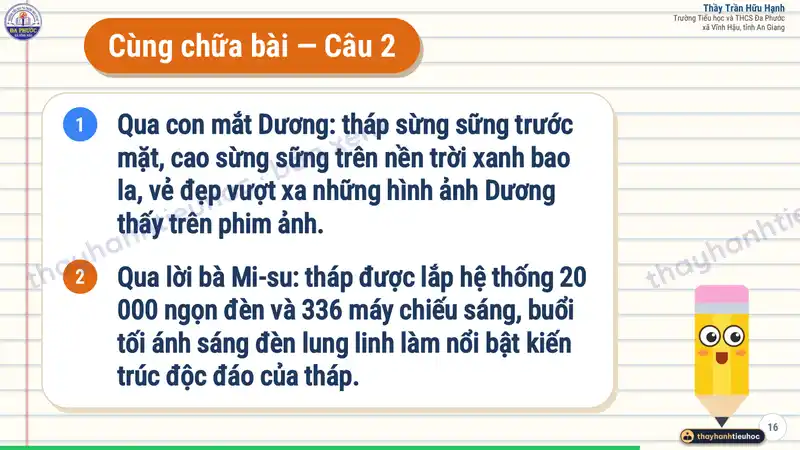 Thầy Trần Hữu Hạnh
Trường Tiểu học và THCS Đa Phước
xã Vĩnh Hậu, tỉnh An Giang
ĐA PHƯỚC
Cùng chữa bài – Câu 2
1
Qua con mắt Dương: tháp sừng sững trước
mặt, cao sừng sững trên nền trời xanh bao
la, vẻ đẹp vượt xa những hình ảnh Dương
thấy trên phim ảnh.
2
Qua lời bà Mi-su: tháp được lắp hệ thống 20
000 ngọn đèn và 336 máy chiếu sáng, buổi
tối ánh sáng đèn lung linh làm nổi bật kiến
trúc độc đáo của tháp.
thayhanhtieuhoc
16